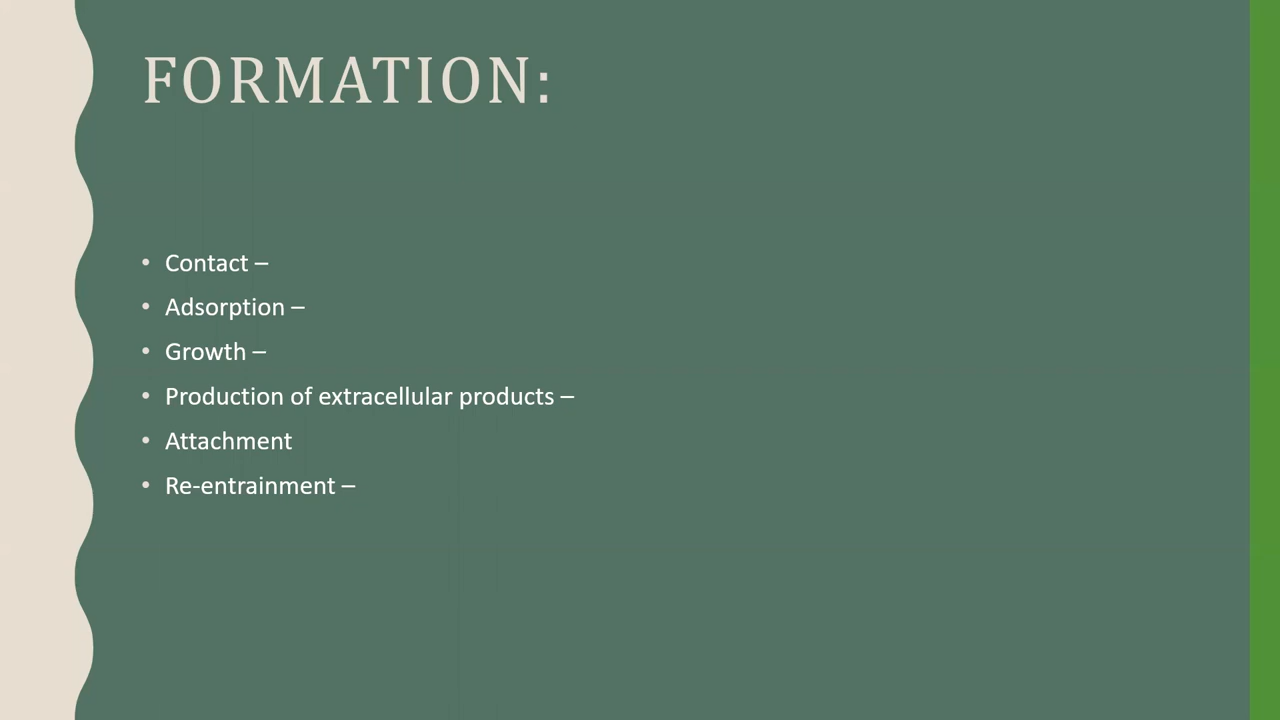 FORMATION:
• Contact –
• Adsorption –
• Growth –
• Production of extracellular products –
• Attachment
• Re-entrainment –